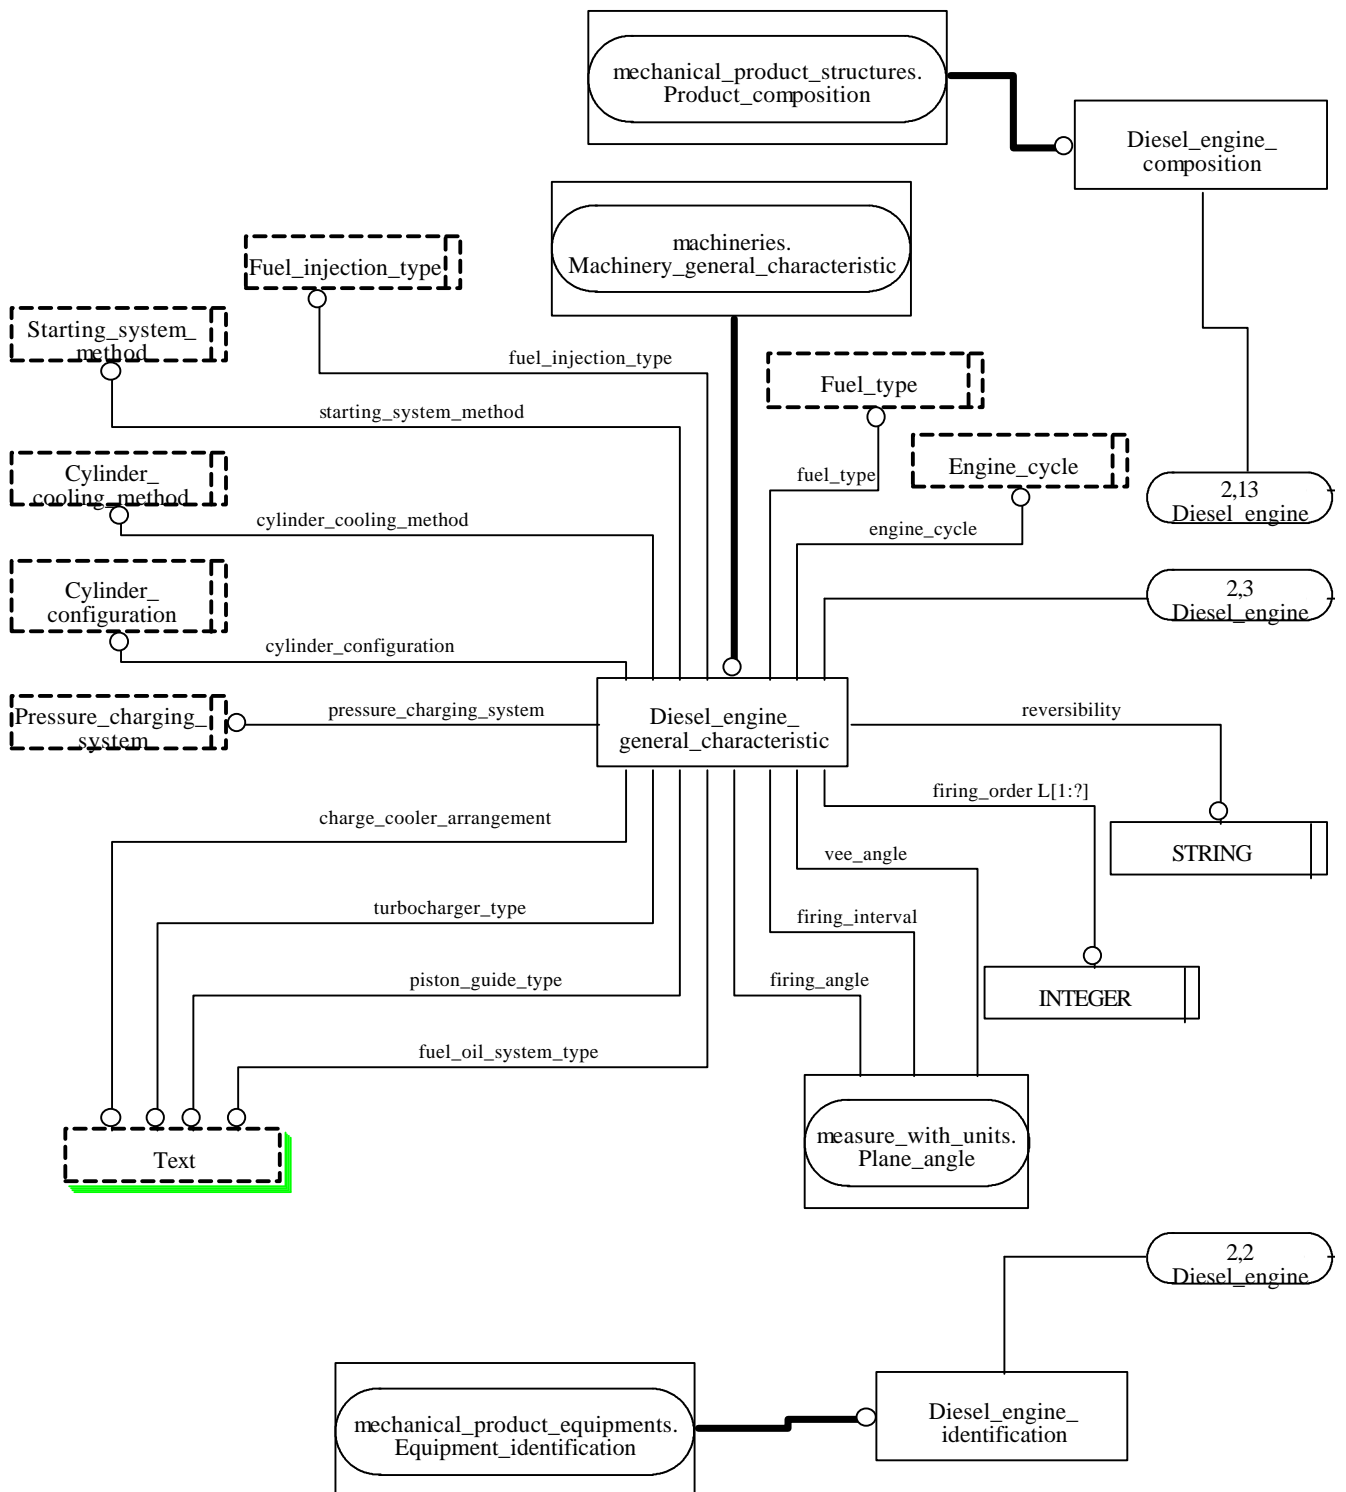 mechanical_product_structures.
Product_composition
Diesel_engine_
composition
machineries.
Machinery_general_characteristic
Fuel_injection_type
Starting_system_
method
fuel_injection_type
Fuel_type
starting_system_method
Engine_cycle
Cylinder_
cooling_method
fuel_type
2,13
Diesel_engine
cylinder_cooling_method
engine_cycle
Cylinder_
configuration
2,3
Diesel_engine
cylinder_configuration
Pressure_charging_
system
pressure_charging_system
Diesel_engine_
general_characteristic
reversibility
charge_cooler_arrangement
firing_order L[1:?]
vee_angle
STRING
turbocharger_type
firing_interval
piston_guide_type
firing_angle
INTEGER
fuel_oil_system_type
Text
measure_with_units.
Plane_angle
2,2
Diesel_engine
mechanical_product_equipments.
Equipment_identification
Diesel_engine_
identification